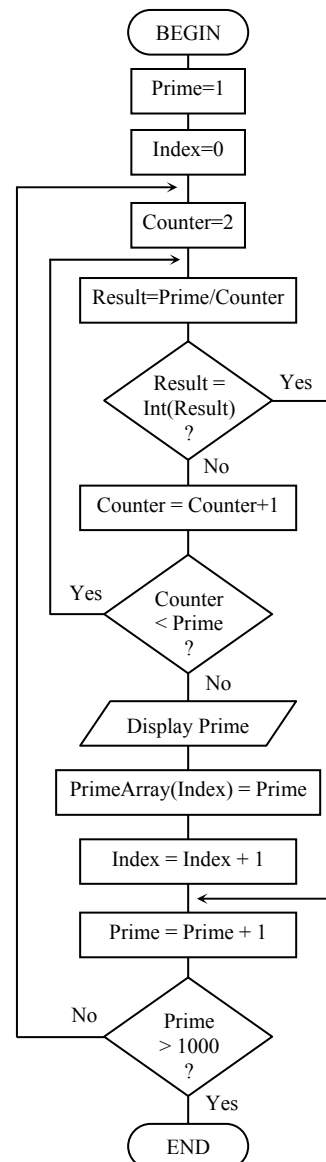 BEGIN
Prime=1
Index=0
Counter=2
Result=Prime/Counter
Result =
Int(Result)
?
Yes
No
Counter = Counter+1
Yes
Counter
< Prime
?
No
Display Prime
PrimeArray(Index) = Prime
Index = Index + 1
Prime = Prime + 1
No
Prime
> 1000
?
Yes
END